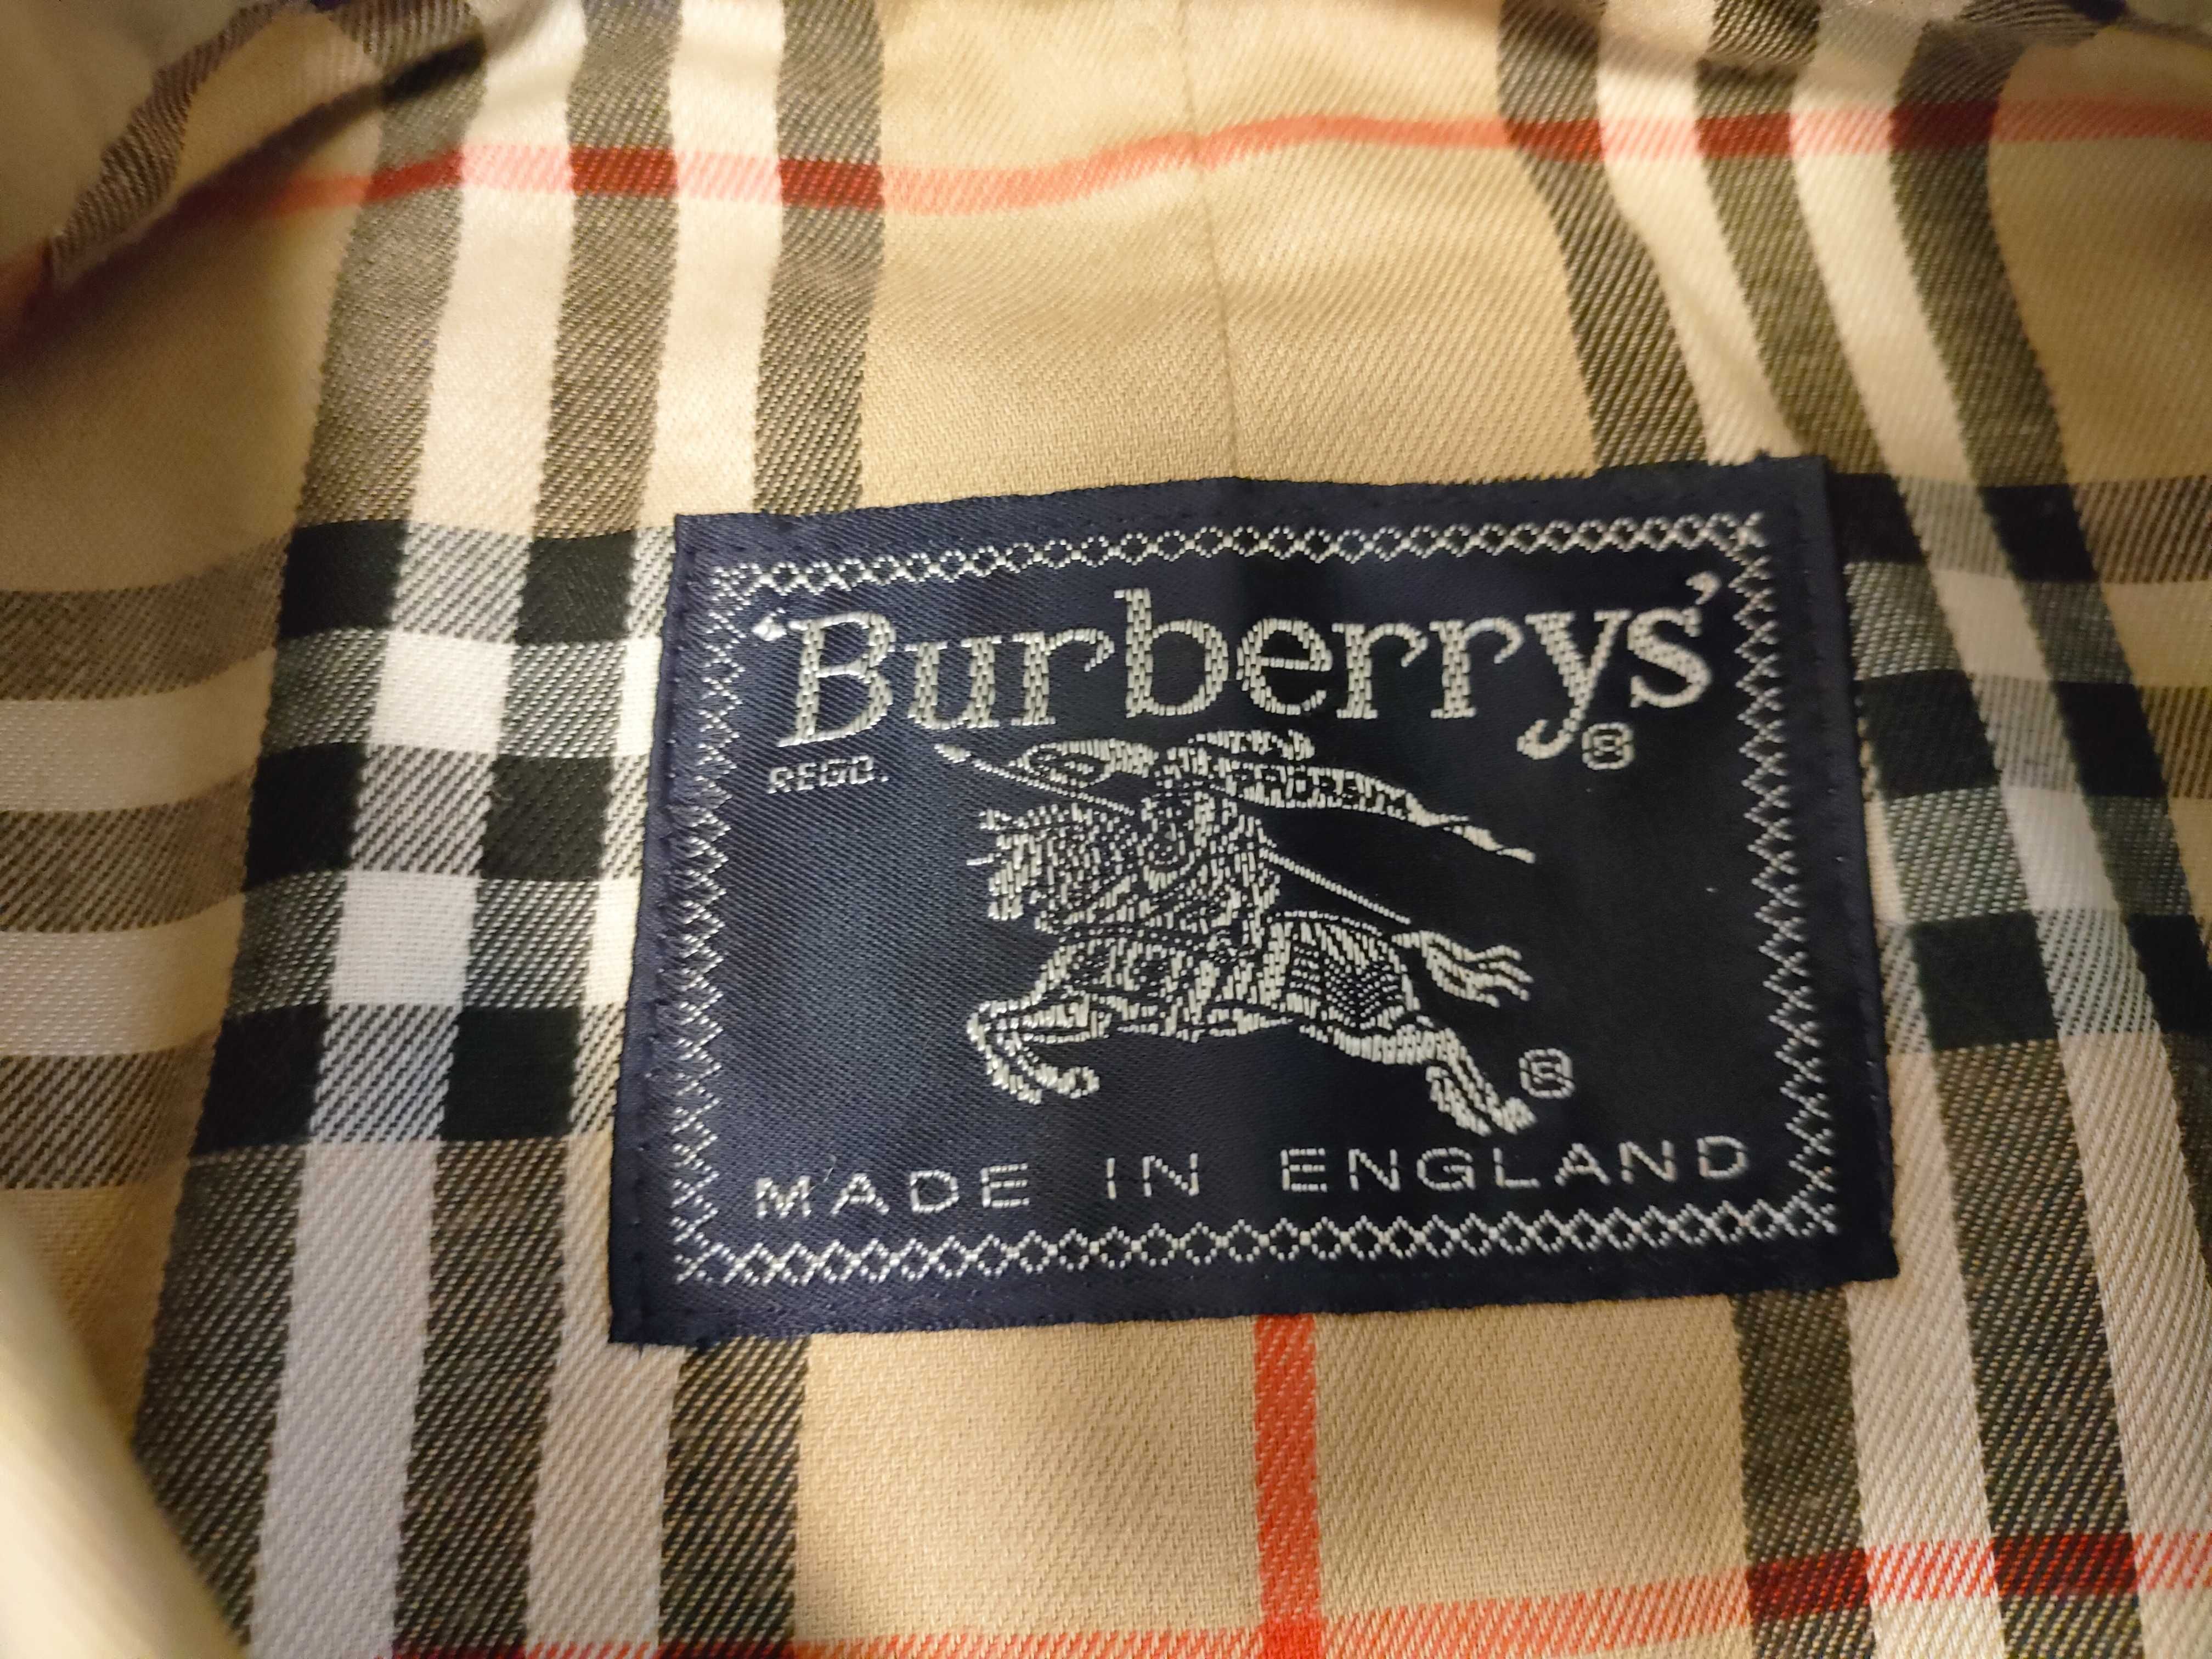 Burberrys' ®
REGD.
PRORSUM
®
MADE IN ENGLAND